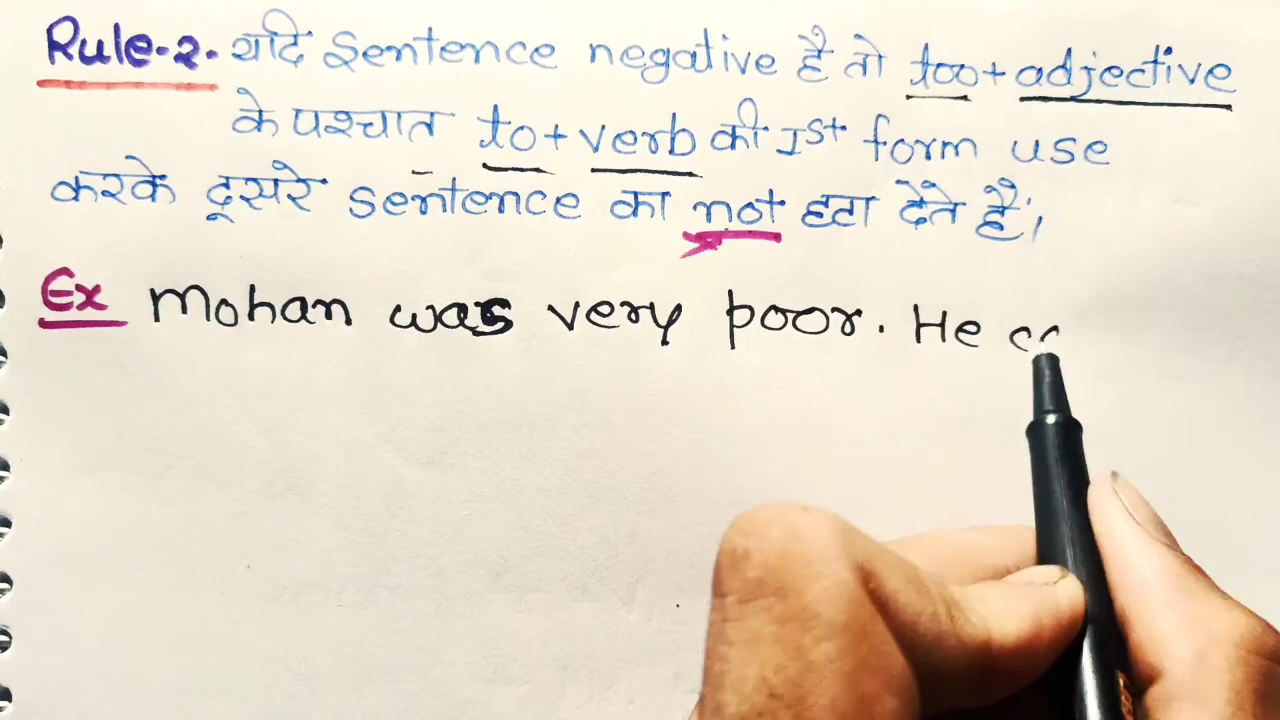 Rule-2. यदि sentence negative है तो too+ adjective
के पश्चात to+verb की Ist form use
करके दूसरे sentence का not हटा देते हैं।
Ex Mohan was very poor. He